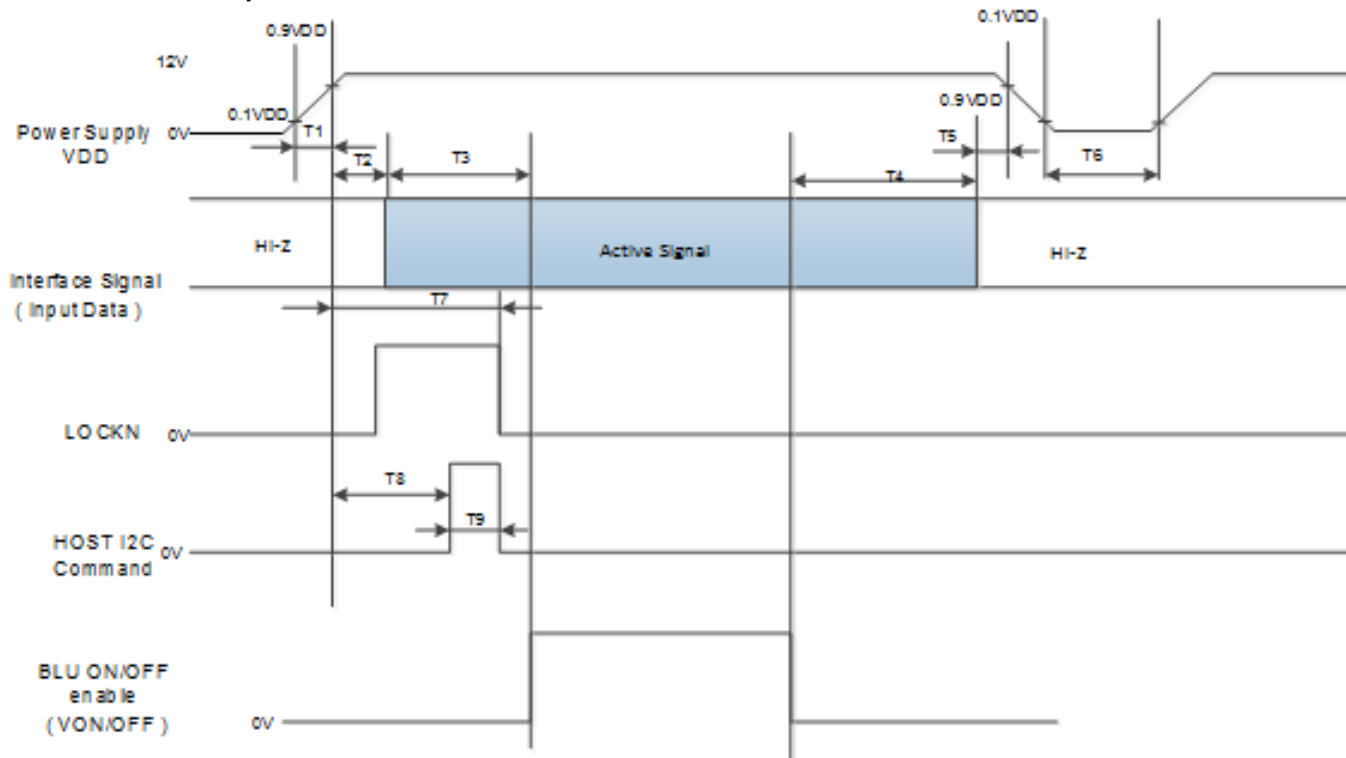 0.9VDD
0.1VDD
12V
0.1VDD
0.9VDD
Power Supply
VDD
0V
T1
T2
T3
T4
T5
T6
HI-Z
Active Signal
HI-Z
Interface Signal
( Input Data )
T7
LOCKN
0V
T8
T9
HOST I2C
Command
0V
BLU ON/OFF
enable
( VON/OFF )
0V